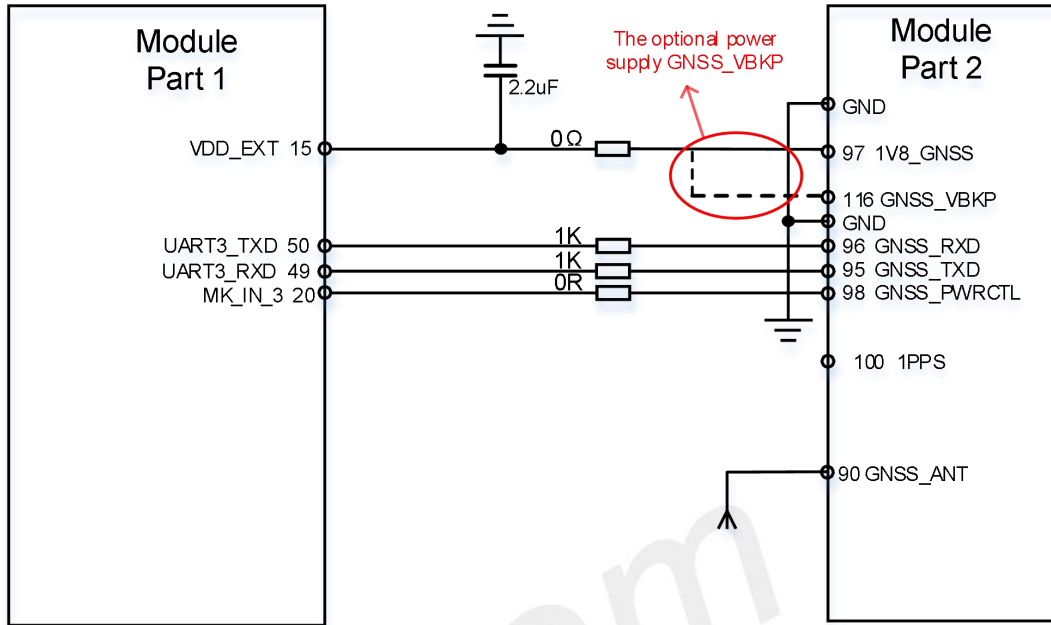 Module
Part 1
Module
Part 2
The optional power
supply GNSS_VBKP
2.2uF
GND
VDD_EXT 15
0Ω
97 1V8_GNSS
116 GNSS_VBKP
GND
UART3_TXD 50
1K
96 GNSS_RXD
UART3_RXD 49
1K
95 GNSS_TXD
MK_IN_3 20
0R
98 GNSS_PWRCTL
100 1PPS
90 GNSS_ANT
om